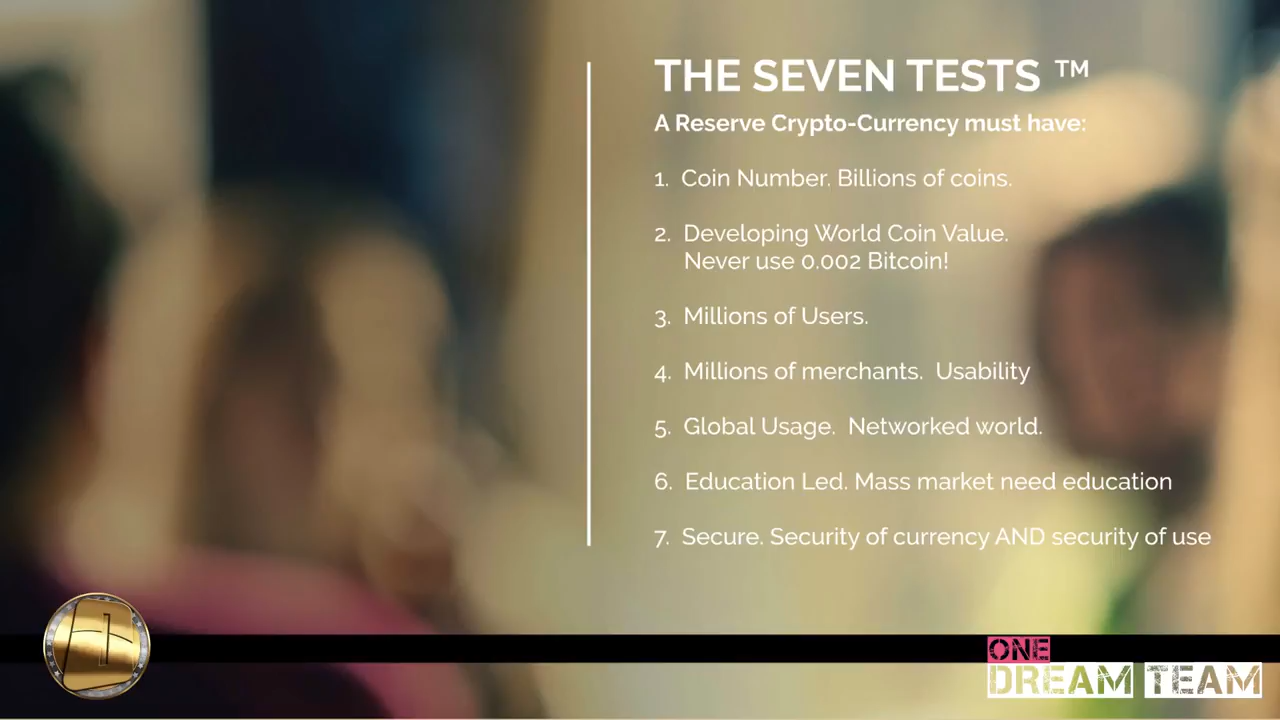 THE SEVEN TESTS ™
A Reserve Crypto-Currency must have:
1. Coin Number. Billions of coins.
2. Developing World Coin Value.
Never use 0.002 Bitcoin!
3. Millions of Users.
4. Millions of merchants. Usability
5. Global Usage. Networked world.
6. Education Led. Mass market need education
7. Secure. Security of currency AND security of use
ONE
DREAM TEAM